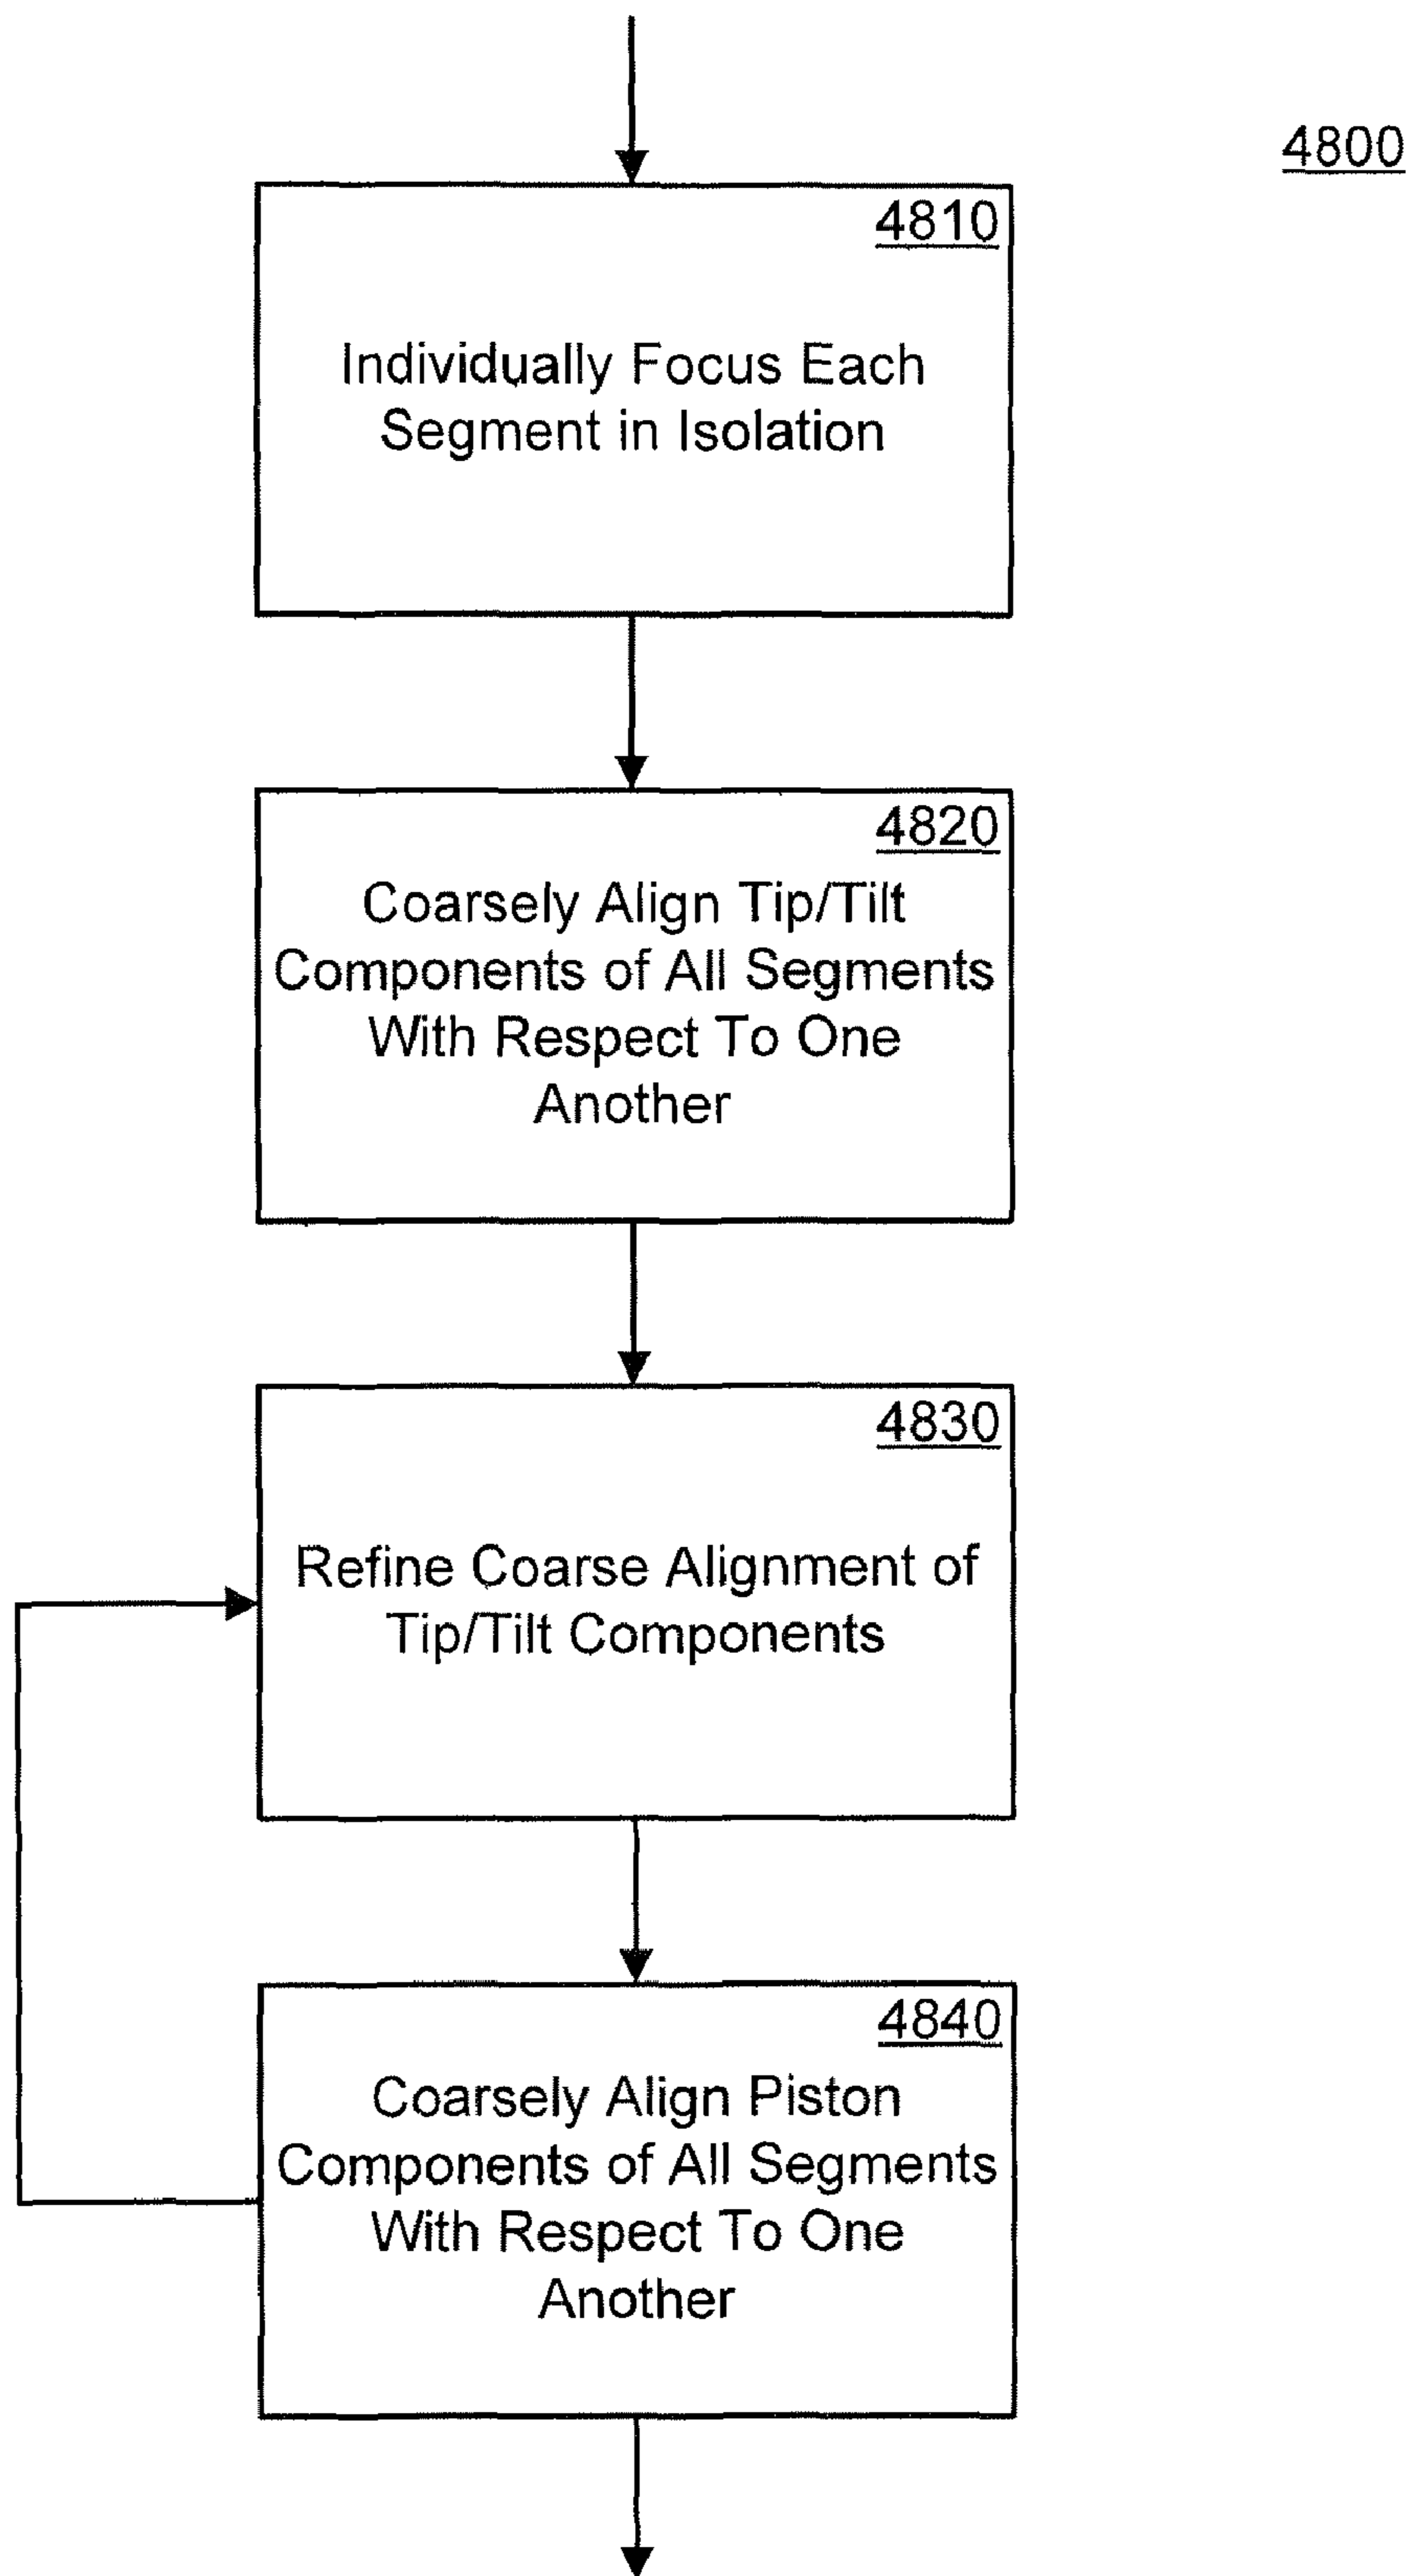 4800
4810
Individually Focus Each
Segment in Isolation
4820
Coarsely Align Tip/Tilt
Components of All Segments
With Respect To One
Another
4830
Refine Coarse Alignment of
Tip/Tilt Components
4840
Coarsely Align Piston
Components of All Segments
With Respect To One
Another